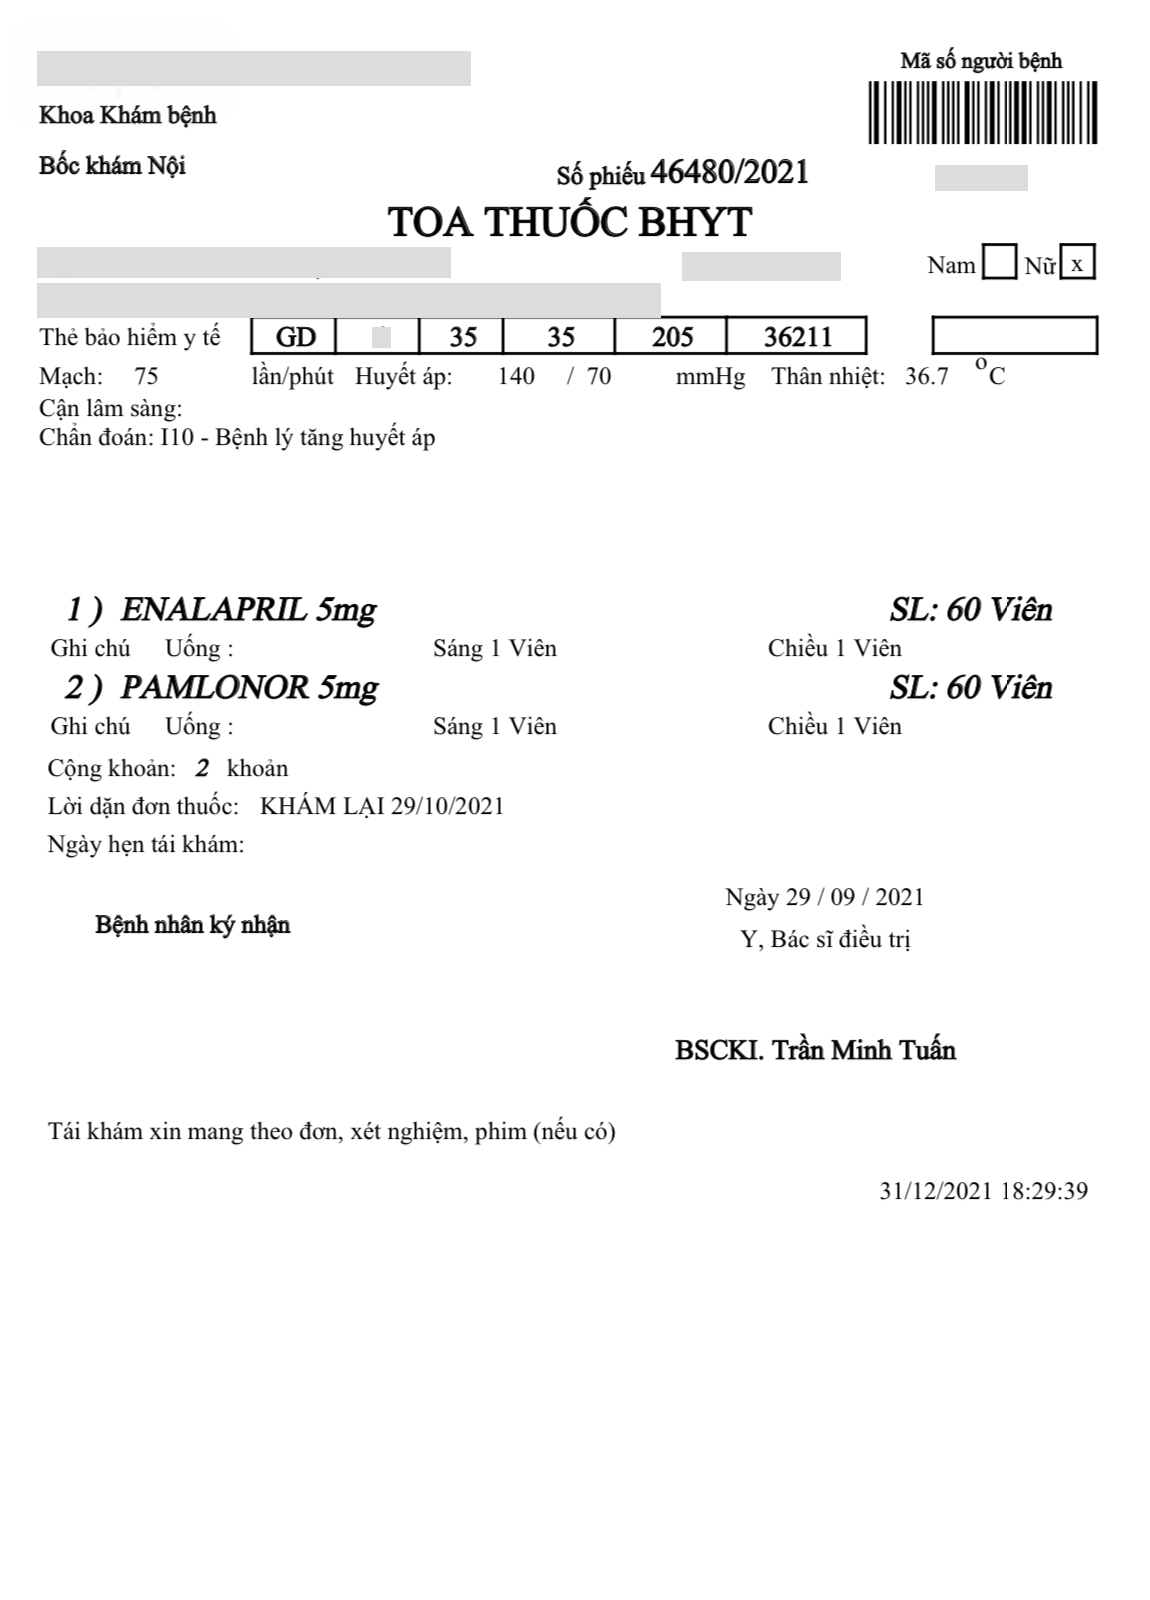 Mã số người bệnh
Khoa Khám bệnh
Bốc khám Nội
Số phiếu 46480/2021
TOA THUỐC BHYT
Nam Nữ x
Thẻ bảo hiểm y tế GD 35 35 205 36211
Mạch: 75 lần/phút Huyết áp: 140 / 70 mmHg Thân nhiệt: 36.7 °C
Cận lâm sàng:
Chẩn đoán: I10 - Bệnh lý tăng huyết áp
1 ) ENALAPRIL 5mg SL: 60 Viên
Ghi chú Uống : Sáng 1 Viên Chiều 1 Viên
2 ) PAMLONOR 5mg SL: 60 Viên
Ghi chú Uống : Sáng 1 Viên Chiều 1 Viên
Cộng khoản: 2 khoản
Lời dặn đơn thuốc: KHÁM LẠI 29/10/2021
Ngày hẹn tái khám:
Ngày 29 / 09 / 2021
Bệnh nhân ký nhận
Y, Bác sĩ điều trị
BSCKI. Trần Minh Tuấn
Tái khám xin mang theo đơn, xét nghiệm, phim (nếu có)
31/12/2021 18:29:39